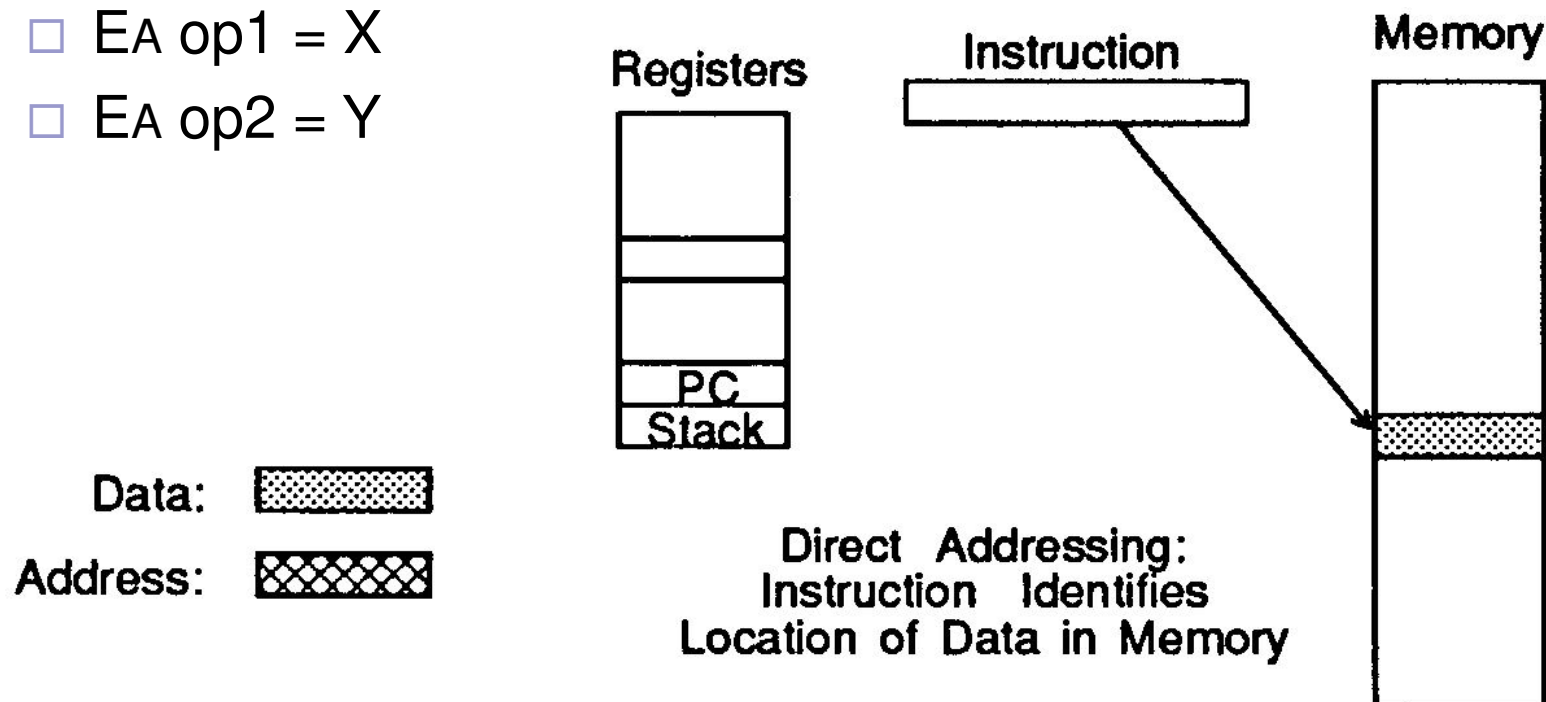 EA op1 = X
EA op2 = Y
Registers
Instruction
Memory
PC
Stack
Data:
Address:
Direct Addressing:
Instruction Identifies
Location of Data in Memory